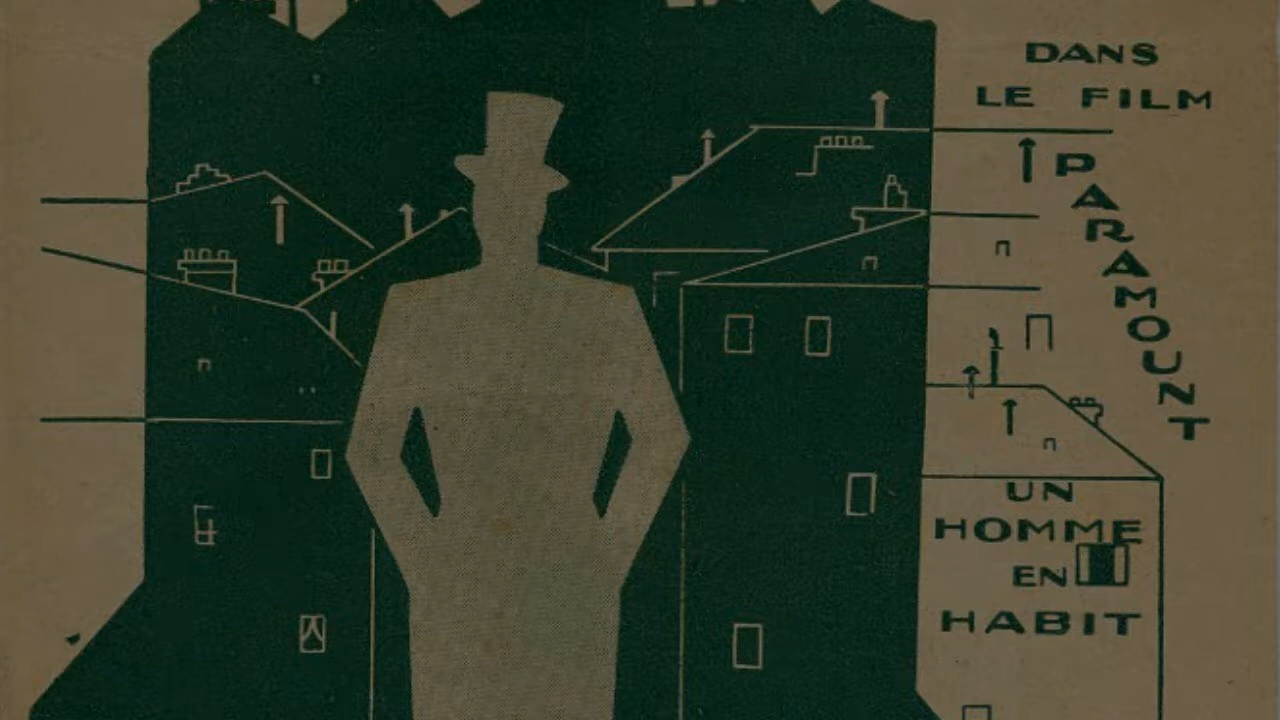 DANS
LE FILM
PARAMOUNT
UN
HOMME
EN
HABIT